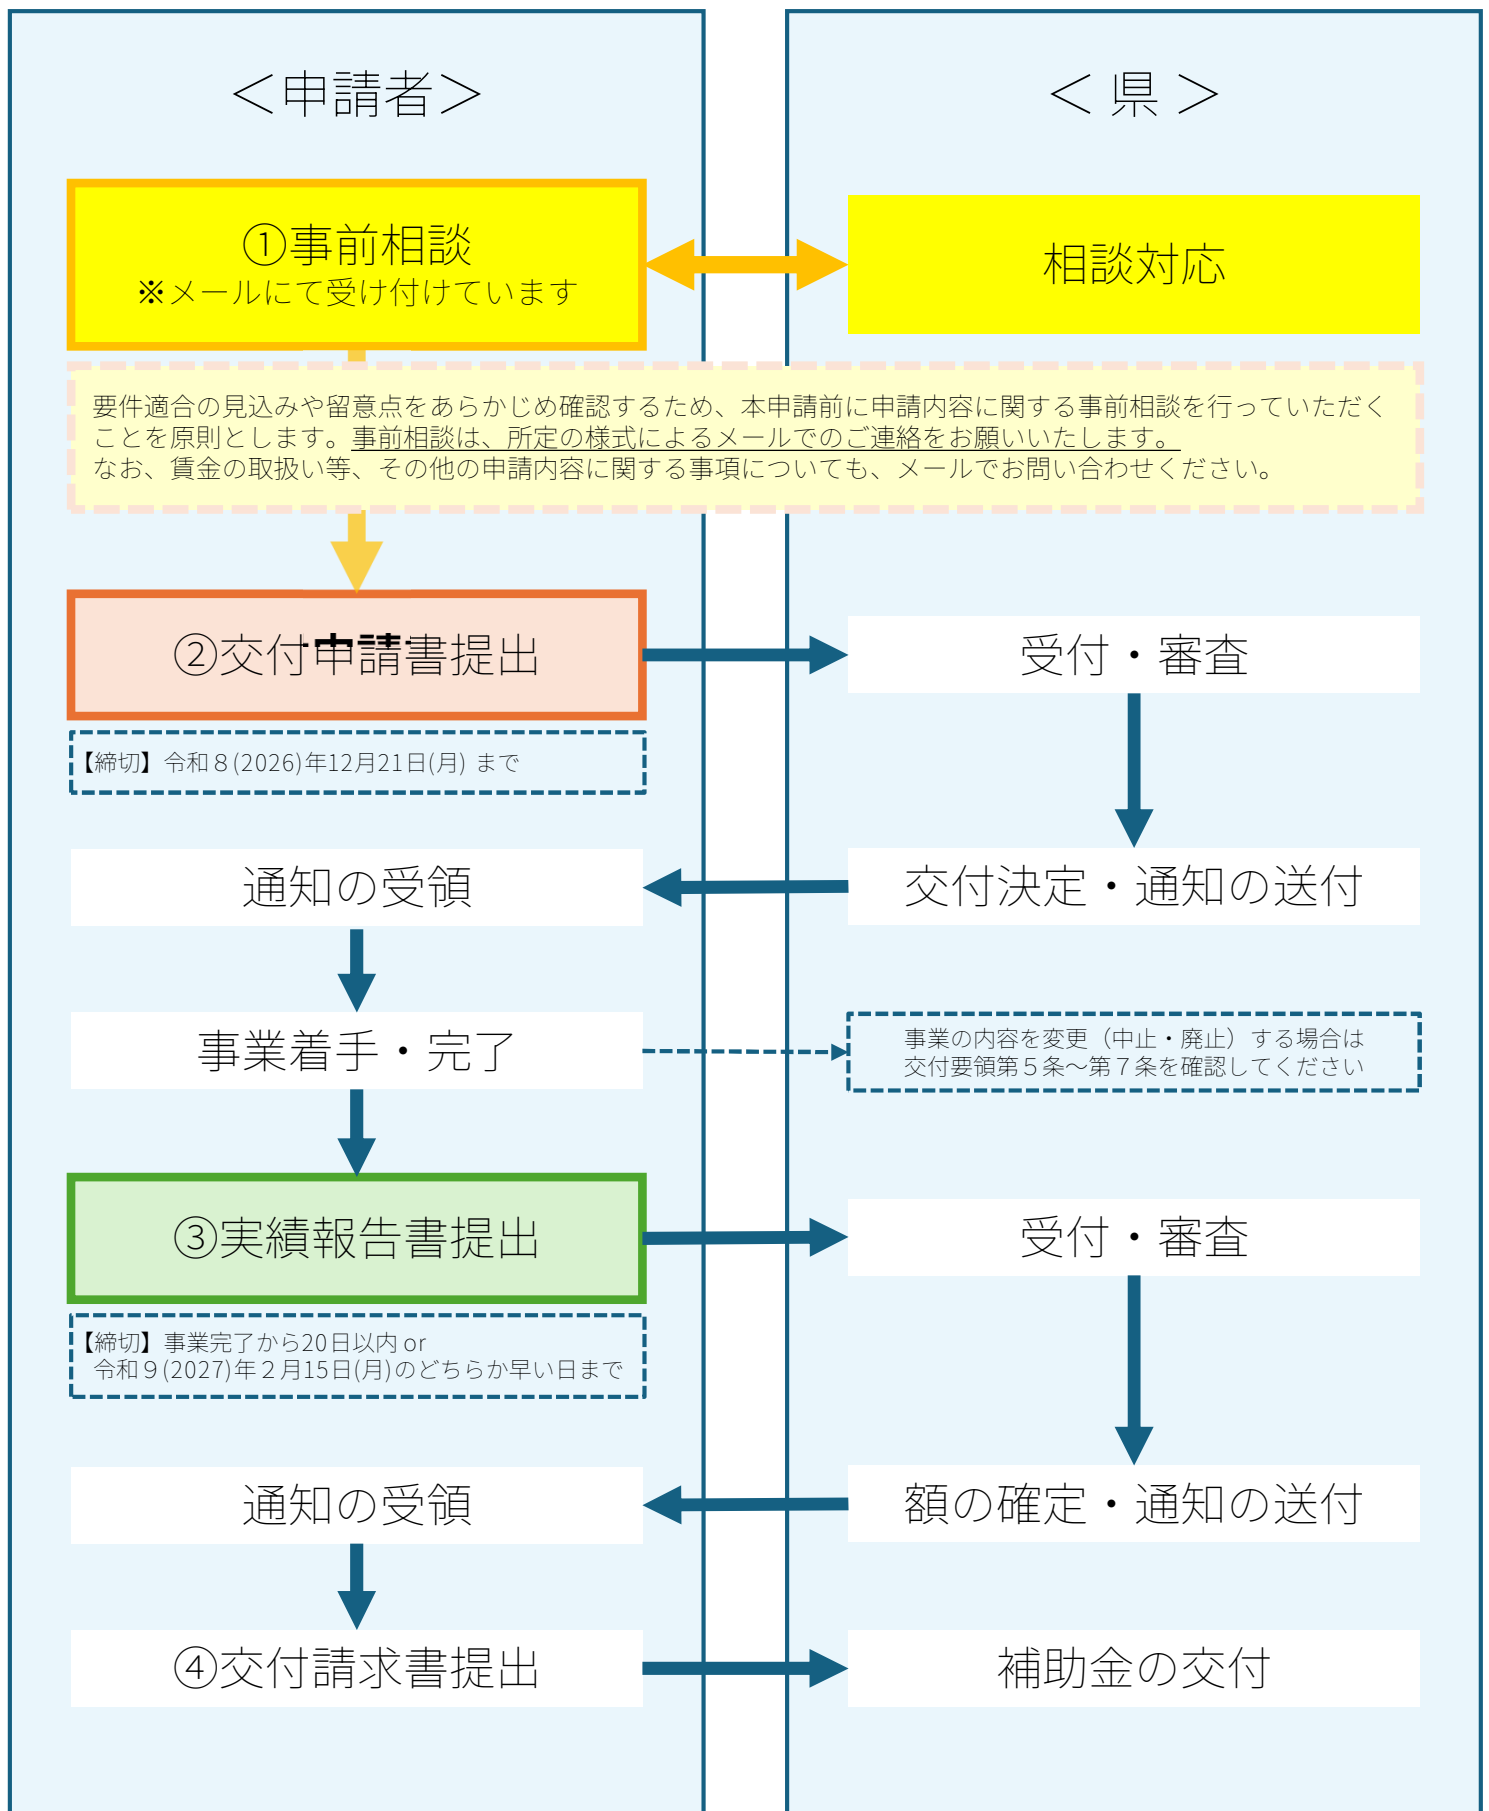 ＜申請者＞
＜ 県 ＞
①事前相談
※メールにて受け付けています
相談対応
要件適合の見込みや留意点をあらかじめ確認するため、本申請前に申請内容に関する事前相談を行っていただく
ことを原則とします。事前相談は、所定の様式によるメールでのご連絡をお願いいたします。
なお、賃金の取扱い等、その他の申請内容に関する事項についても、メールでお問い合わせください。
②交付申請書提出
受付・審査
【締切】令和８(2026)年12月21日(月) まで
通知の受領
交付決定・通知の送付
事業着手・完了
事業の内容を変更（中止・廃止）する場合は
交付要領第５条～第７条を確認してください
③実績報告書提出
受付・審査
【締切】事業完了から20日以内 or
令和９(2027)年２月15日(月)のどちらか早い日まで
通知の受領
額の確定・通知の送付
④交付請求書提出
補助金の交付